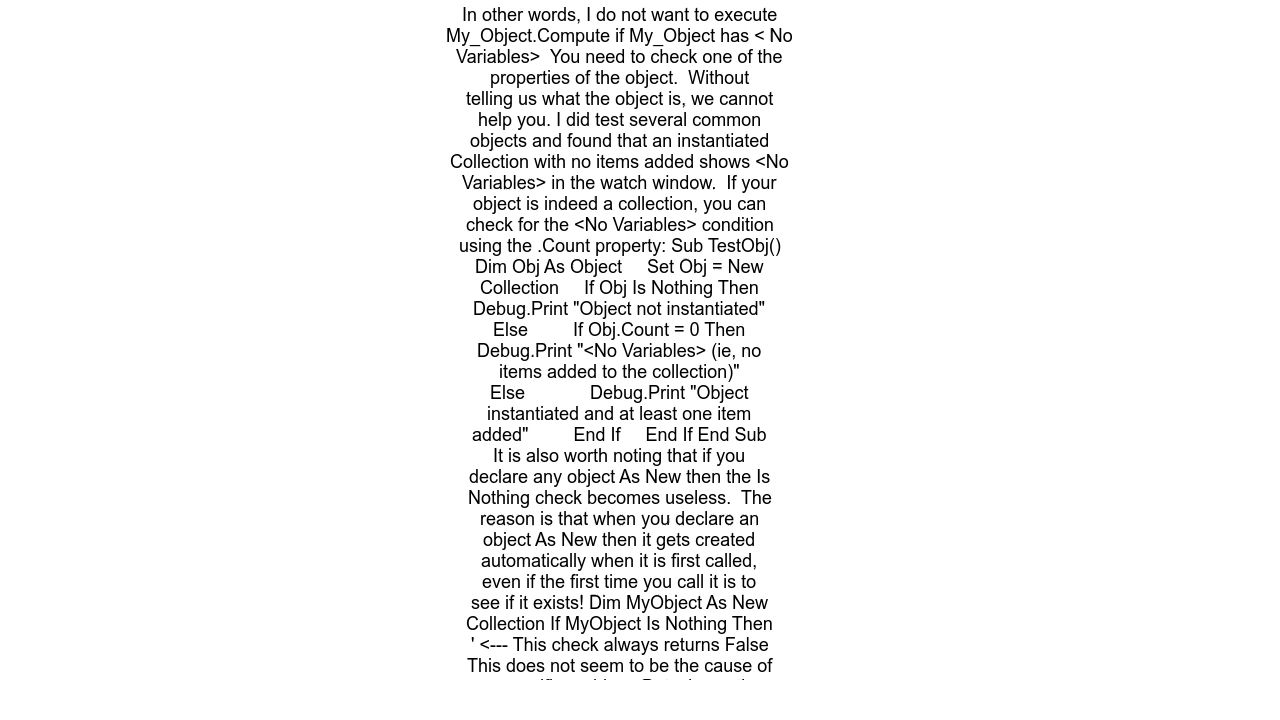 In other words, I do not want to execute
My_Object.Compute if My_Object has < No
Variables>  You need to check one of the
properties of the object.  Without
telling us what the object is, we cannot
help you. I did test several common
objects and found that an instantiated
Collection with no items added shows <No
Variables> in the watch window.  If your
object is indeed a collection, you can
check for the <No Variables> condition
using the .Count property: Sub TestObj()
Dim Obj As Object     Set Obj = New
Collection     If Obj Is Nothing Then
Debug.Print "Object not instantiated"
Else         If Obj.Count = 0 Then
Debug.Print "<No Variables> (ie, no
items added to the collection)"
Else             Debug.Print "Object
instantiated and at least one item
added"         End If     End If End Sub
It is also worth noting that if you
declare any object As New then the Is
Nothing check becomes useless.  The
reason is that when you declare an
object As New then it gets created
automatically when it is first called,
even if the first time you call it is to
see if it exists! Dim MyObject As New
Collection If MyObject Is Nothing Then
' <--- This check always returns False
This does not seem to be the cause of